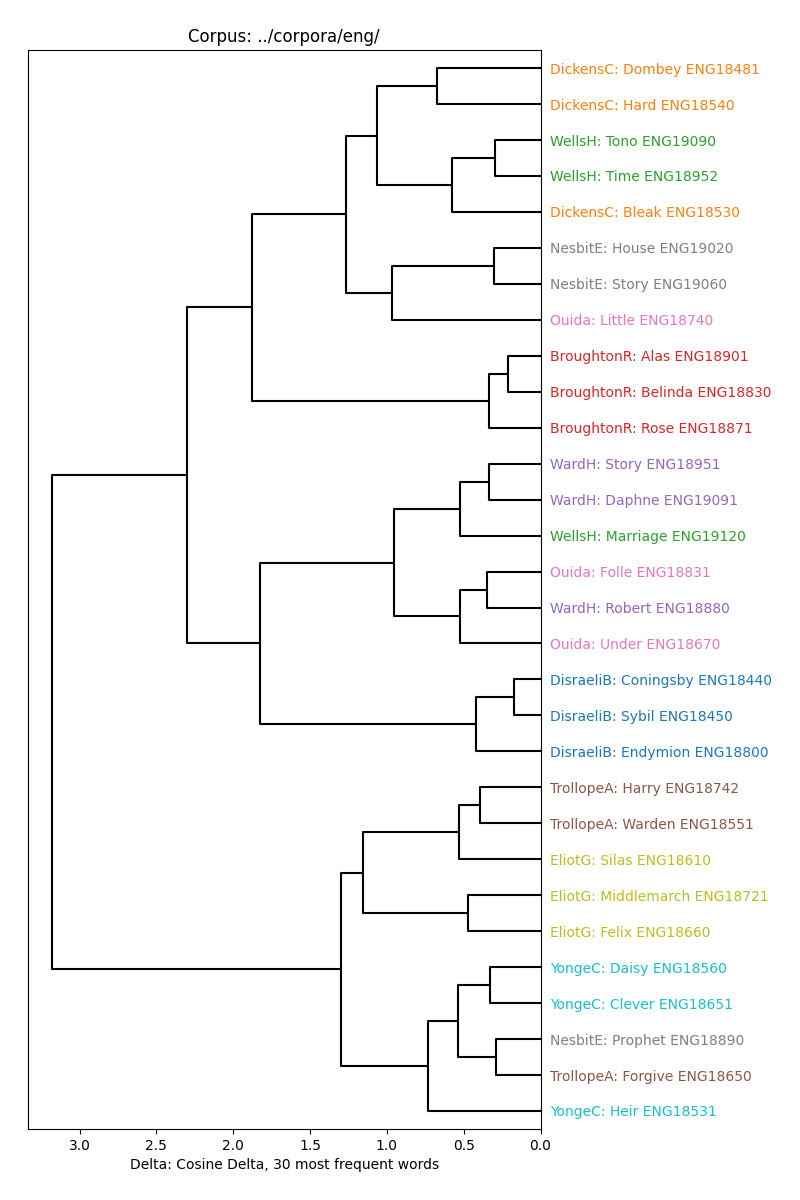 Corpus: ../corpora/eng/
DickensC: Dombey ENG18481
DickensC: Hard ENG18540
WellsH: Tono ENG19090
WellsH: Time ENG18952
DickensC: Bleak ENG18530
NesbitE: House ENG19020
NesbitE: Story ENG19060
Ouida: Little ENG18740
BroughtonR: Alas ENG18901
BroughtonR: Belinda ENG18830
BroughtonR: Rose ENG18871
WardH: Story ENG18951
WardH: Daphne ENG19091
WellsH: Marriage ENG19120
Ouida: Folle ENG18831
WardH: Robert ENG18880
Ouida: Under ENG18670
DisraeliB: Coningsby ENG18440
DisraeliB: Sybil ENG18450
DisraeliB: Endymion ENG18800
TrollopeA: Harry ENG18742
TrollopeA: Warden ENG18551
EliotG: Silas ENG18610
EliotG: Middlemarch ENG18721
EliotG: Felix ENG18660
YongeC: Daisy ENG18560
YongeC: Clever ENG18651
NesbitE: Prophet ENG18890
TrollopeA: Forgive ENG18650
YongeC: Heir ENG18531
3.0 2.5 2.0 1.5 1.0 0.5 0.0
Delta: Cosine Delta, 30 most frequent words